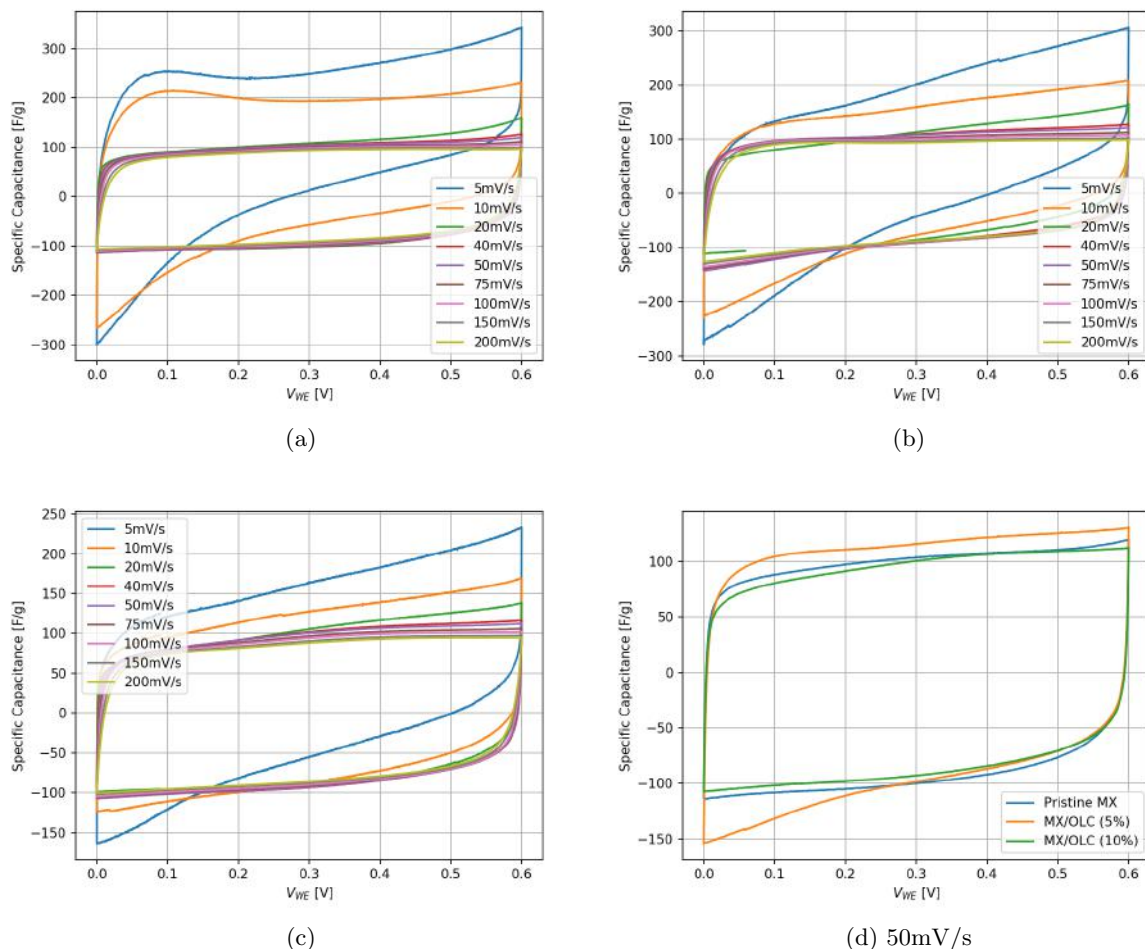 300
200
100
0
−100
−200
−300
Specific Capacitance [F/g]
5mV/s
10mV/s
20mV/s
40mV/s
50mV/s
75mV/s
100mV/s
150mV/s
200mV/s
0.0 0.1 0.2 0.3 0.4 0.5 0.6
V_WE [V]
(a)
300
200
100
0
−100
−200
−300
Specific Capacitance [F/g]
5mV/s
10mV/s
20mV/s
40mV/s
50mV/s
75mV/s
100mV/s
150mV/s
200mV/s
0.0 0.1 0.2 0.3 0.4 0.5 0.6
V_WE [V]
(b)
250
200
150
100
50
0
−50
−100
−150
Specific Capacitance [F/g]
5mV/s
10mV/s
20mV/s
40mV/s
50mV/s
75mV/s
100mV/s
150mV/s
200mV/s
0.0 0.1 0.2 0.3 0.4 0.5 0.6
V_WE [V]
(c)
100
50
0
−50
−100
−150
Specific Capacitance [F/g]
Pristine MX
MX/OLC (5%)
MX/OLC (10%)
0.0 0.1 0.2 0.3 0.4 0.5 0.6
V_WE [V]
(d) 50mV/s